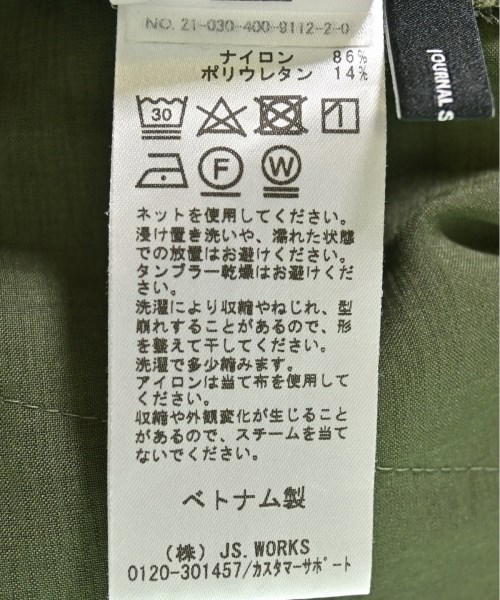 NO. 21-030-400-9112-2-0
ナイロン 86%
ポリウレタン 14%
30
F W
ネットを使用してください。
浸け置き洗いや、濡れた状態
での放置はお避けください。
タンブラー乾燥はお避けくだ
さい。
洗濯により収縮やねじれ、型
崩れすることがあるので、形
を整えて干してください。
洗濯で多少縮みます。
アイロンは当て布を使用して
ください。
収縮や外観変化が生じること
があるので、スチームを当て
ないでください。
ベトナム製
(株) JS.WORKS
0120-301457/カスタマーサポート
JOURNAL S